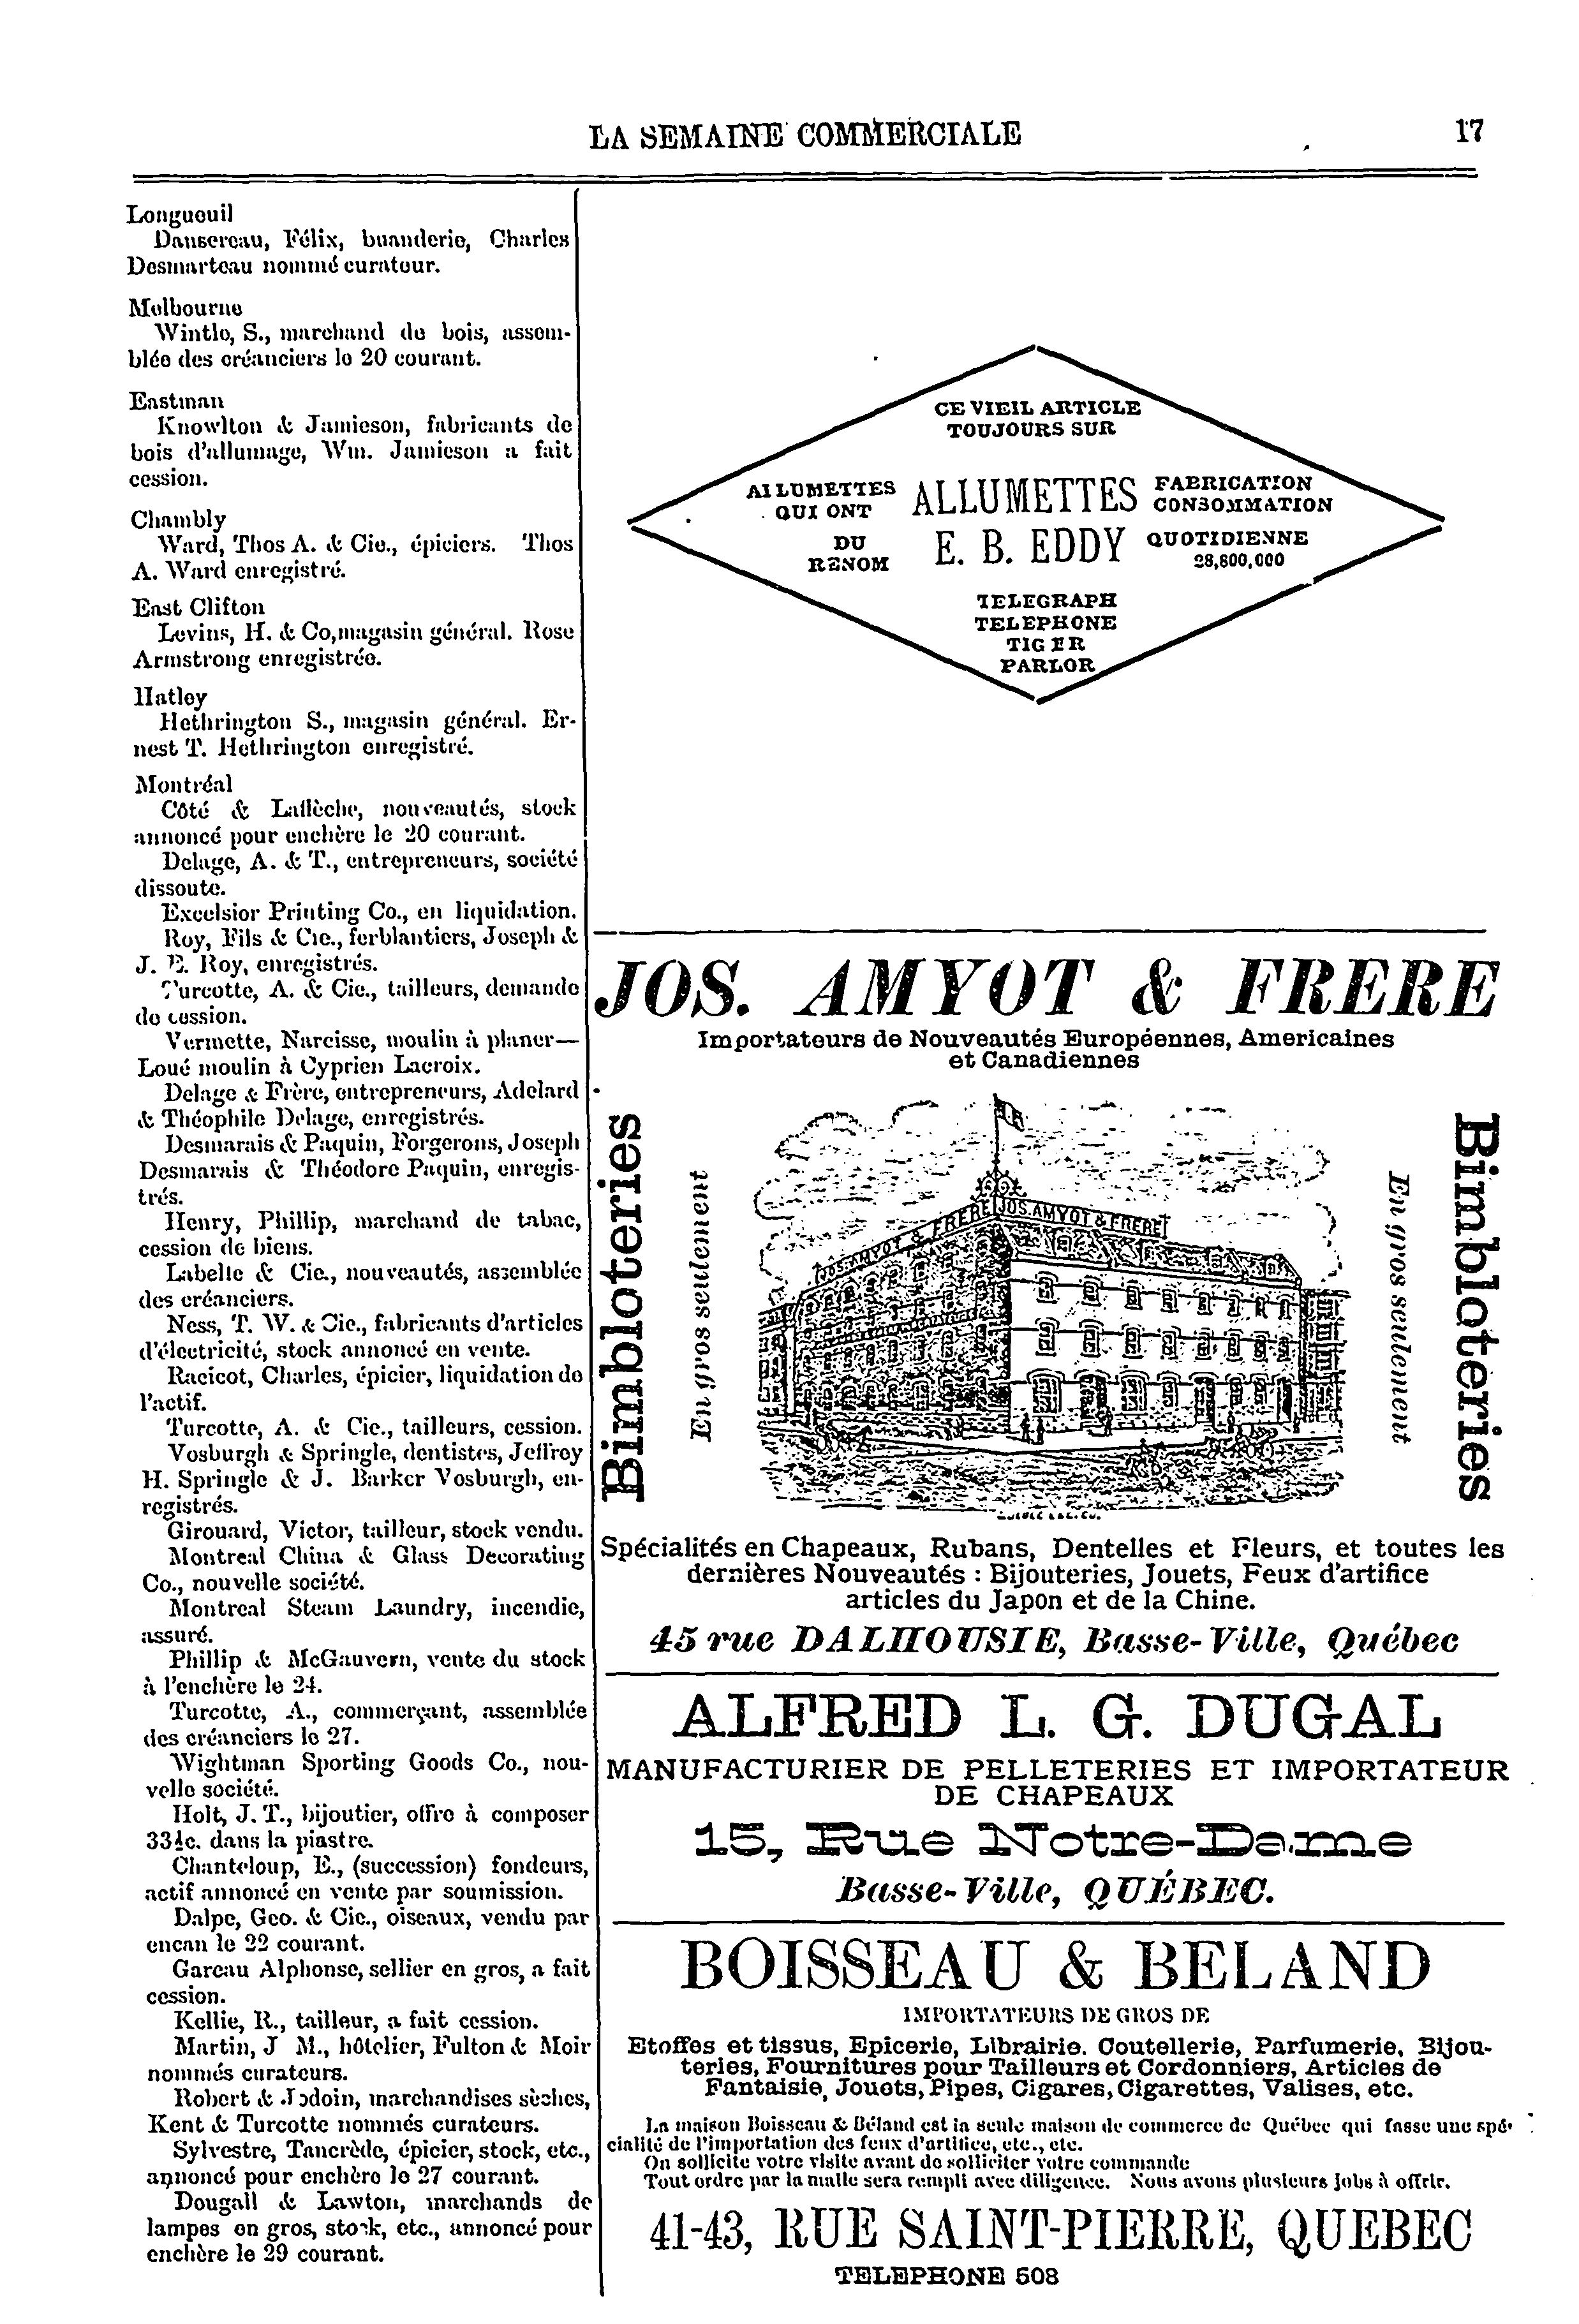 LA SEMAINE COMMERCIALE
17
Longueuil
Dansereau, Félix, buanderie, Charles
Desmarteau nommé curateur.
Melbourne
Wintle, S., marchand de bois, assem-
blée des créanciers le 20 courant.
Eastman
Knowlton & Jamieson, fabricants de
bois d'allumage, Wm. Jamieson a fait
cession.
Chambly
Ward, Thos A. & Cie., épiciers. Thos
A. Ward enregistré.
East Clifton
Levins, H. & Co, magasin général. Rose
Armstrong enregistrée.
Hatley
Hethrington S., magasin général. Er-
nest T. Hethrington enregistré.
Montréal
Côté & Laflèche, nouveautés, stock
annoncé pour enchère le 20 courant.
Delage, A. & T., entrepreneurs, société
dissoute.
Excelsior Printing Co., en liquidation.
Roy, Fils & Cie., ferblantiers, Joseph &
J. E. Roy, enregistrés.
Turcotte, A. & Cie., tailleurs, demande
de cession.
Vermette, Narcisse, moulin à planer—
Loué moulin à Cyprien Lacroix.
Delage & Frère, entrepreneurs, Adelard
& Théophile Delage, enregistrés.
Desmarais & Paquin, Forgerons, Joseph
Desmarais & Théodore Paquin, enregis-
trés.
Henry, Phillip, marchand de tabac,
cession de biens.
Labelle & Cie., nouveautés, assemblée
des créanciers.
Ness, T. W. & Cie., fabricants d'articles
d'électricité, stock annoncé en vente.
Racicot, Charles, épicier, liquidation de
l'actif.
Turcotte, A. & Cie., tailleurs, cession.
Vosburgh & Springle, dentistes, Jeffrey
H. Springle & J. Barker Vosburgh, en-
registrés.
Girouard, Victor, tailleur, stock vendu.
Montreal China & Glass Decorating
Co., nouvelle société.
Montreal Steam Laundry, incendie,
assuré.
Phillip & McGauvern, vente du stock
à l'enchère le 24.
Turcotte, A., commerçant, assemblée
des créanciers le 27.
Wightman Sporting Goods Co., nou-
velle société.
Holt, J. T., bijoutier, offre à composer
33½c. dans la piastre.
Chanteloup, E., (succession) fondeurs,
actif annoncé en vente par soumission.
Dalpe, Geo. & Cie., oiseaux, vendu par
encan le 22 courant.
Gareau Alphonse, sellier en gros, a fait
cession.
Kellie, R., tailleur, a fait cession.
Martin, J M., hôtelier, Fulton & Moir
nommés curateurs.
Robert & Jodoin, marchandises sèches,
Kent & Turcotte nommés curateurs.
Sylvestre, Tancrède, épicier, stock, etc.,
annoncé pour enchère le 27 courant.
Dougall & Lawton, marchands de
lampes en gros, stock, etc., annoncé pour
enchère le 29 courant.
CE VIEIL ARTICLE
TOUJOURS SUR
ALLUMETTES
QUI ONT
DU
RENOM
ALLUMETTES
E. B. EDDY
FABRICATION
CONSOMMATION
QUOTIDIENNE
28,800,000
TELEGRAPH
TELEPHONE
TIGER
PARLOR
JOS. AMYOT & FRERE
Importateurs de Nouveautés Européennes, Americaines
et Canadiennes
Bimbloteries
En gros seulement
JOS. AMYOT & FRERE
JOS. AMYOT & FRERE
En gros seulement
Bimbloteries
Spécialités en Chapeaux, Rubans, Dentelles et Fleurs, et toutes les
dernières Nouveautés : Bijouteries, Jouets, Feux d'artifice
articles du Japon et de la Chine.
45 rue DALHOUSIE, Basse-Ville, Québec
ALFRED L. G. DUGAL
MANUFACTURIER DE PELLETERIES ET IMPORTATEUR
DE CHAPEAUX
15, Rue Notre-Dame
Basse-Ville, QUÉBEC.
BOISSEAU & BELAND
IMPORTATEURS DE GROS DE
Etoffes et tissus, Epicerie, Librairie. Coutellerie, Parfumerie, Bijou-
teries, Fournitures pour Tailleurs et Cordonniers, Articles de
Fantaisie, Jouets, Pipes, Cigares, Cigarettes, Valises, etc.
La maison Boisseau & Béland est la seule maison de commerce de Québec qui fasse une spé-
cialité de l'importation des feux d'artifice, etc., etc.
On sollicite votre visite avant de solliciter votre commande
Tout ordre par la malle sera rempli avec diligence. Nous avons plusieurs jobs à offrir.
41-43, RUE SAINT-PIERRE, QUEBEC
TELEPHONE 508